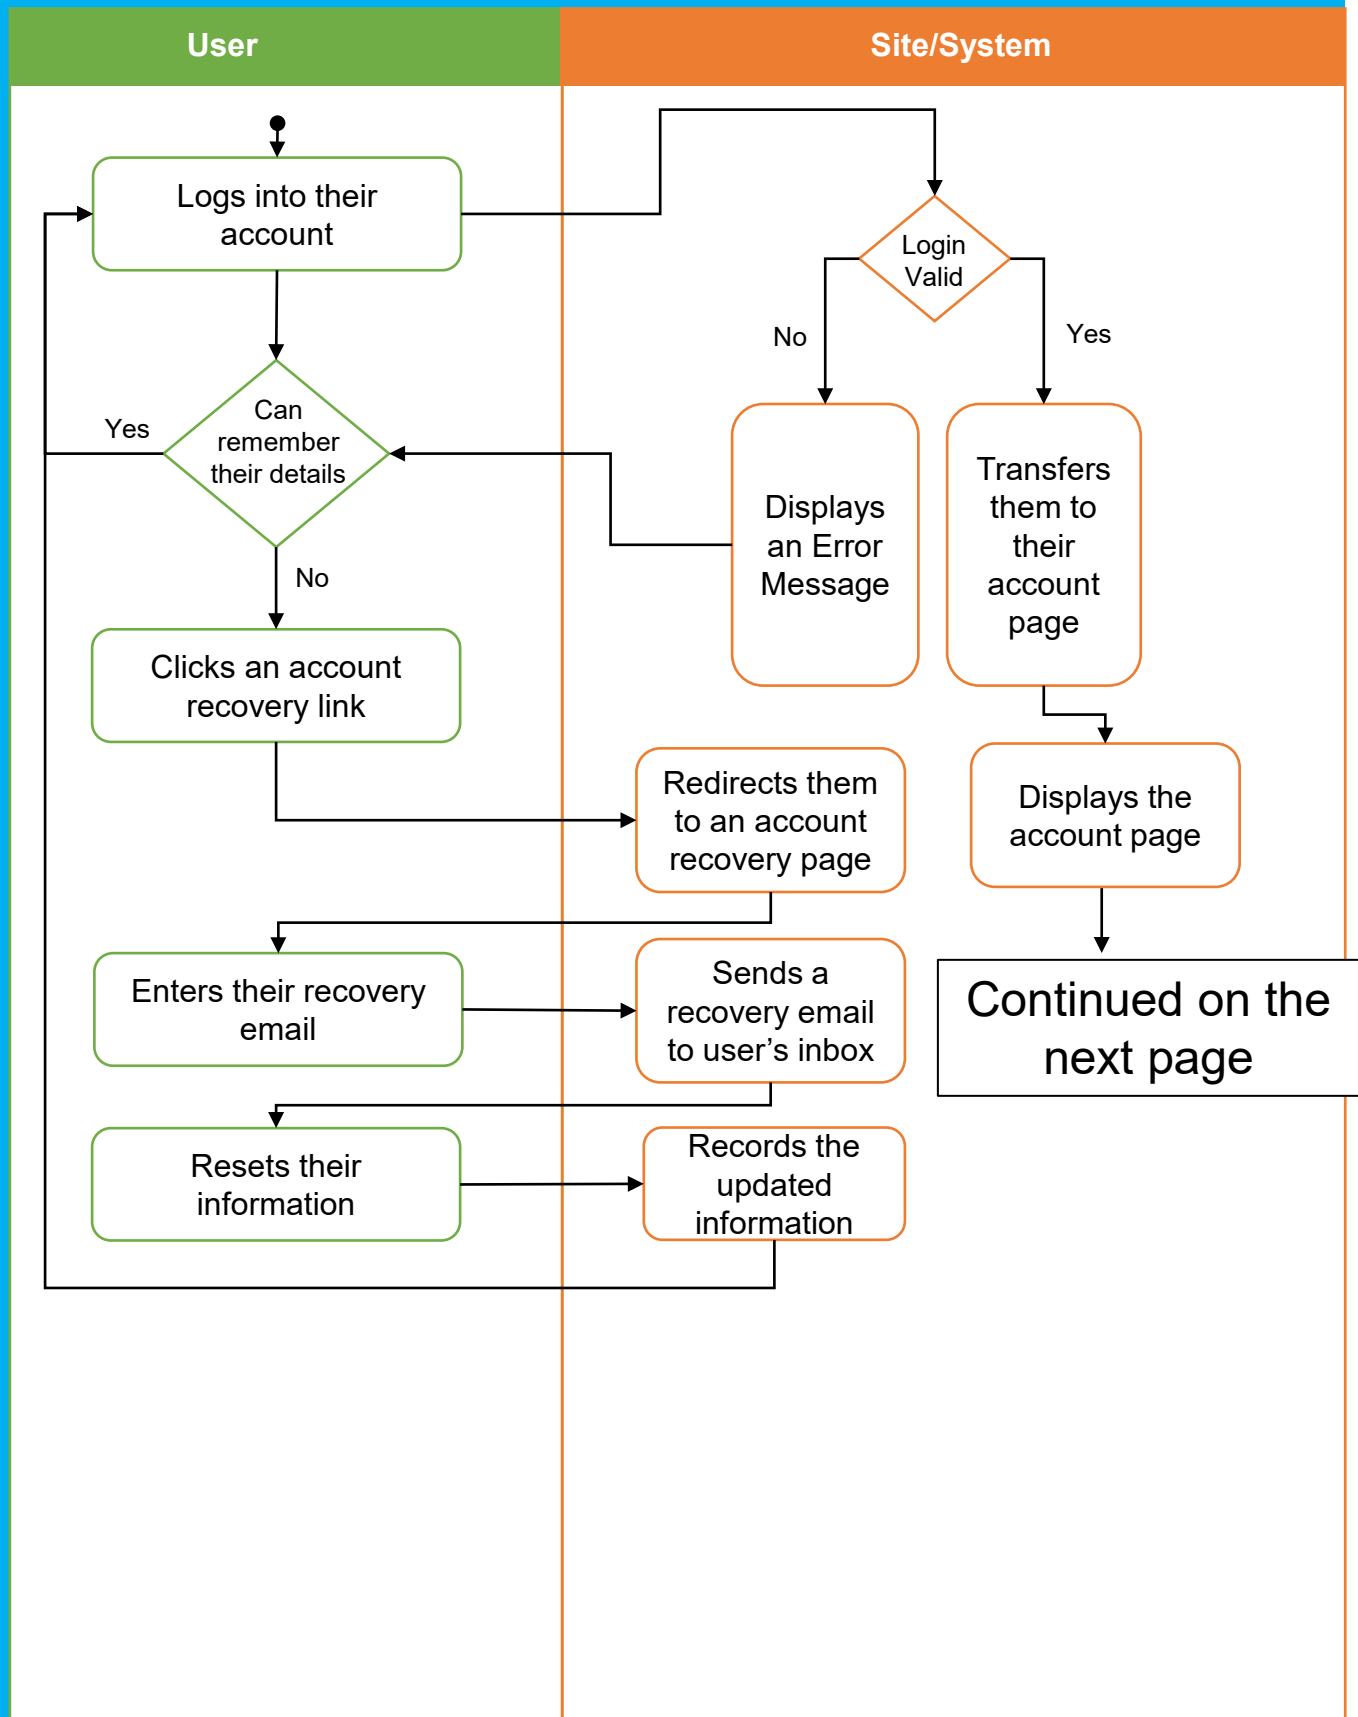 User
Site/System
Logs into their
account
Login
Valid
No
Yes
Can
remember
their details
Yes
No
Displays
an Error
Message
Transfers
them to
their
account
page
Clicks an account
recovery link
Redirects them
to an account
recovery page
Displays the
account page
Enters their recovery
email
Sends a
recovery email
to user’s inbox
Continued on the
next page
Resets their
information
Records the
updated
information